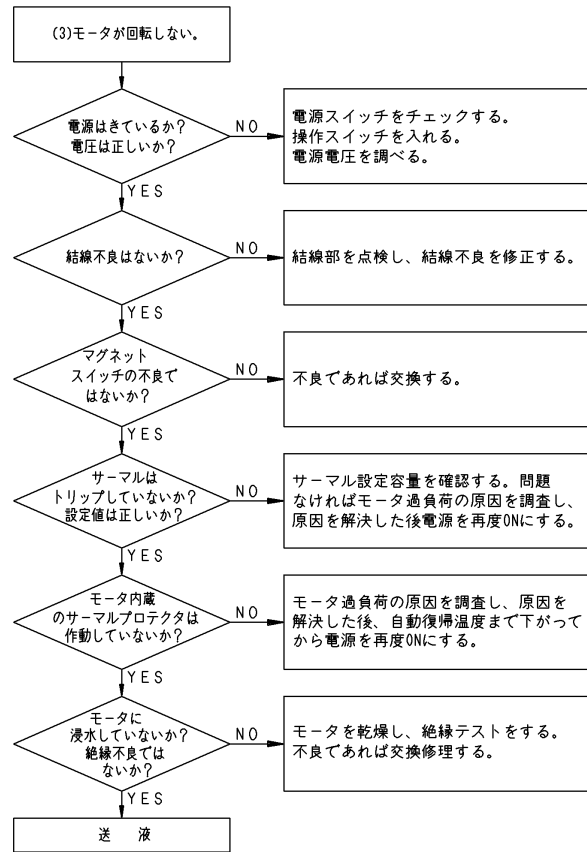 (3)モータが回転しない。
電源はきているか?
電圧は正しいか?
NO
電源スイッチをチェックする。
操作スイッチを入れる。
電源電圧を調べる。
YES
結線不良はないか?
NO
結線部を点検し、結線不良を修正する。
YES
マグネット
スイッチの不良で
はないか?
NO
不良であれば交換する。
YES
サーマルは
トリップしていないか?
設定値は正しいか?
NO
サーマル設定容量を確認する。問題
なければモータ過負荷の原因を調査し、
原因を解決した後電源を再度ONにする。
YES
モータ内蔵
のサーマルプロテクタは
作動していないか?
NO
モータ過負荷の原因を調査し、原因を
解決した後、自動復帰温度まで下がって
から電源を再度ONにする。
YES
モータに
浸水していないか?
絶縁不良では
ないか?
NO
モータを乾燥し、絶縁テストをする。
不良であれば交換修理する。
YES
送 液